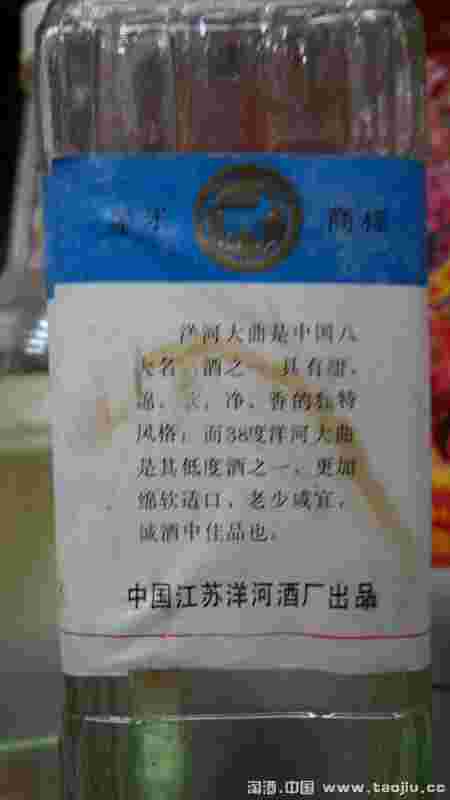 商标
洋河大曲是中国八
大名酒之一 具有甜、
绵、软、净、香的独特
风格；而38度洋河大曲
是其低度酒之一，更加
绵软适口，老少咸宜，
诚酒中佳品也。
中国江苏洋河酒厂出品
淘酒.中国 www.taojiu.cc